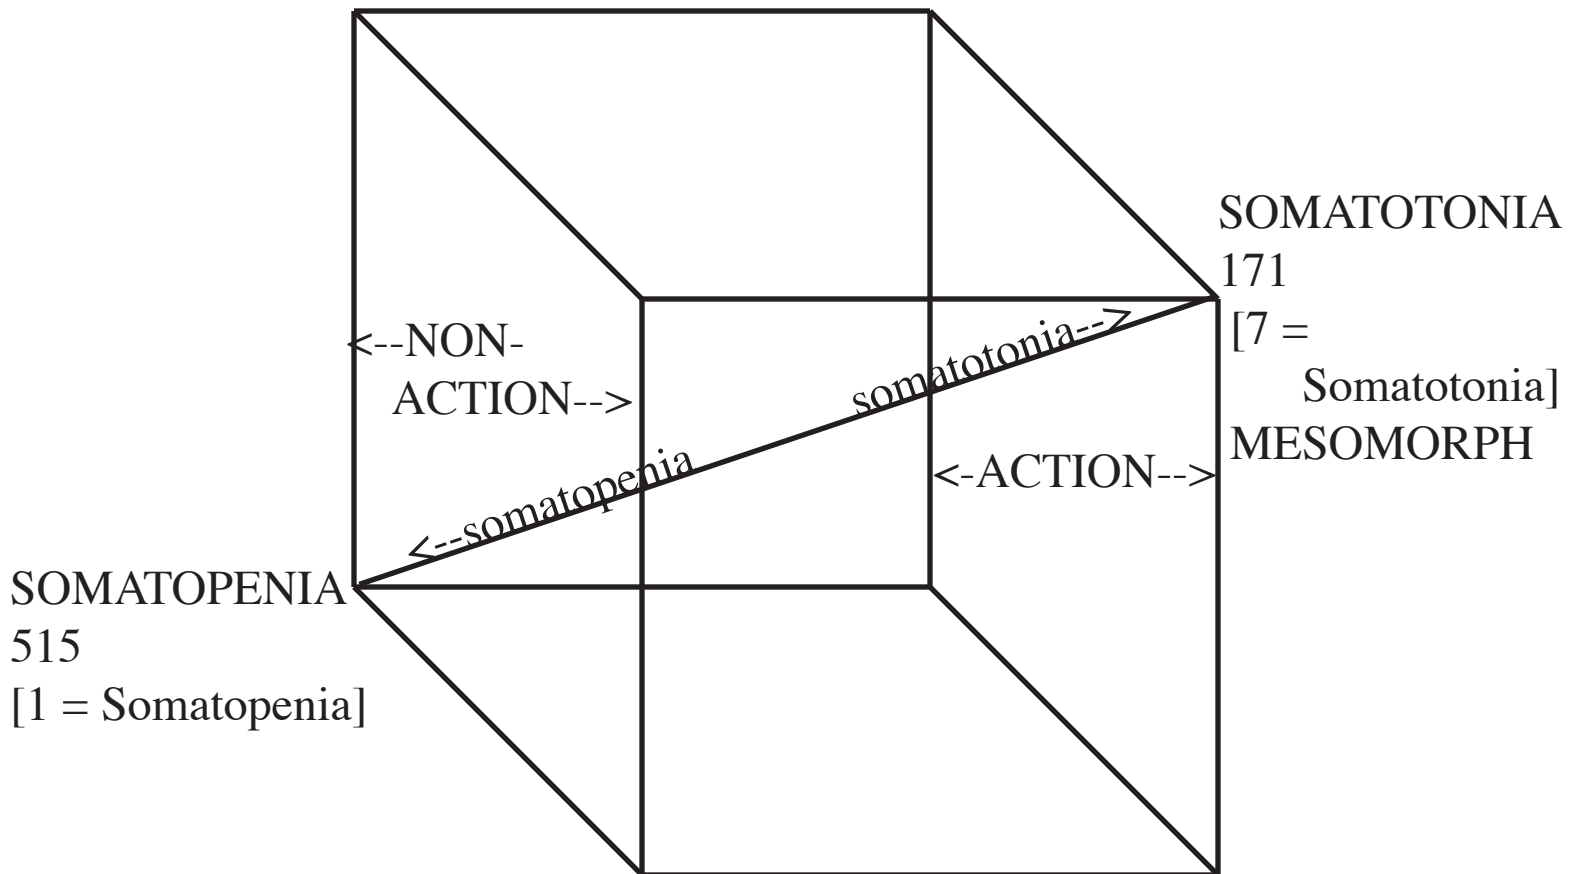 SOMATOTONIA
171
[7 =
Somatotonia]
MESOMORPH
<--NON-
ACTION-->
somatotonia-->
<-ACTION-->
<--somatopenia
SOMATOPENIA
515
[1 = Somatopenia]